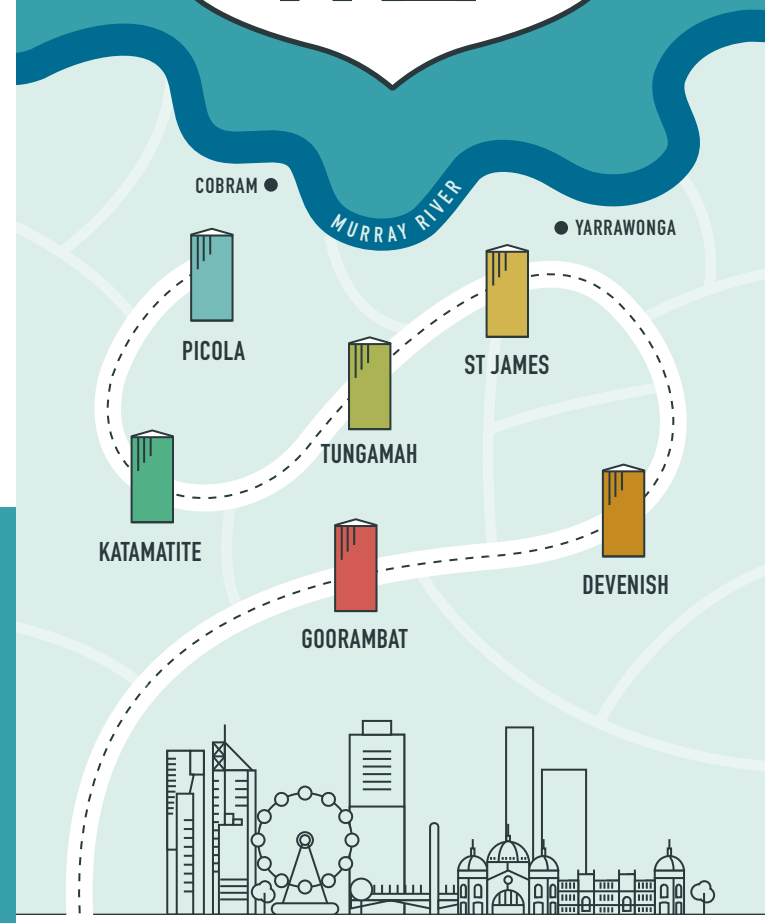 COBRAM
MURRAY RIVER
YARRAWONGA
PICOLA
ST JAMES
TUNGAMAH
KATAMATITE
DEVENISH
GOORAMBAT